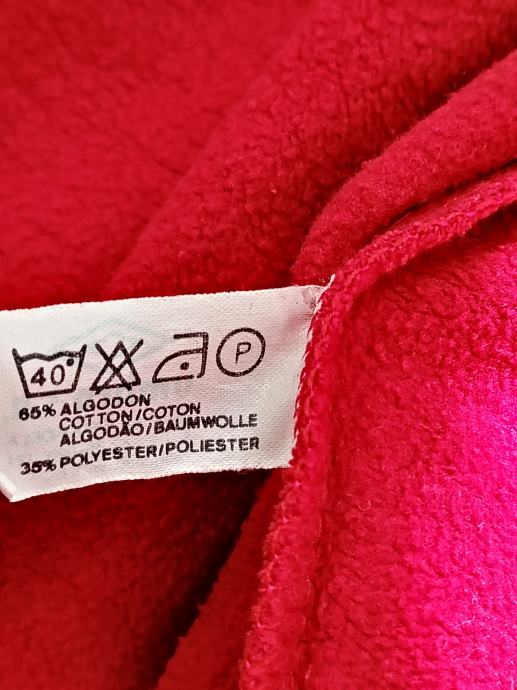 40°
P
65% ALGODON
COTTON/COTON
ALGODÃO/BAUMWOLLE
35% POLYESTER/POLIESTER